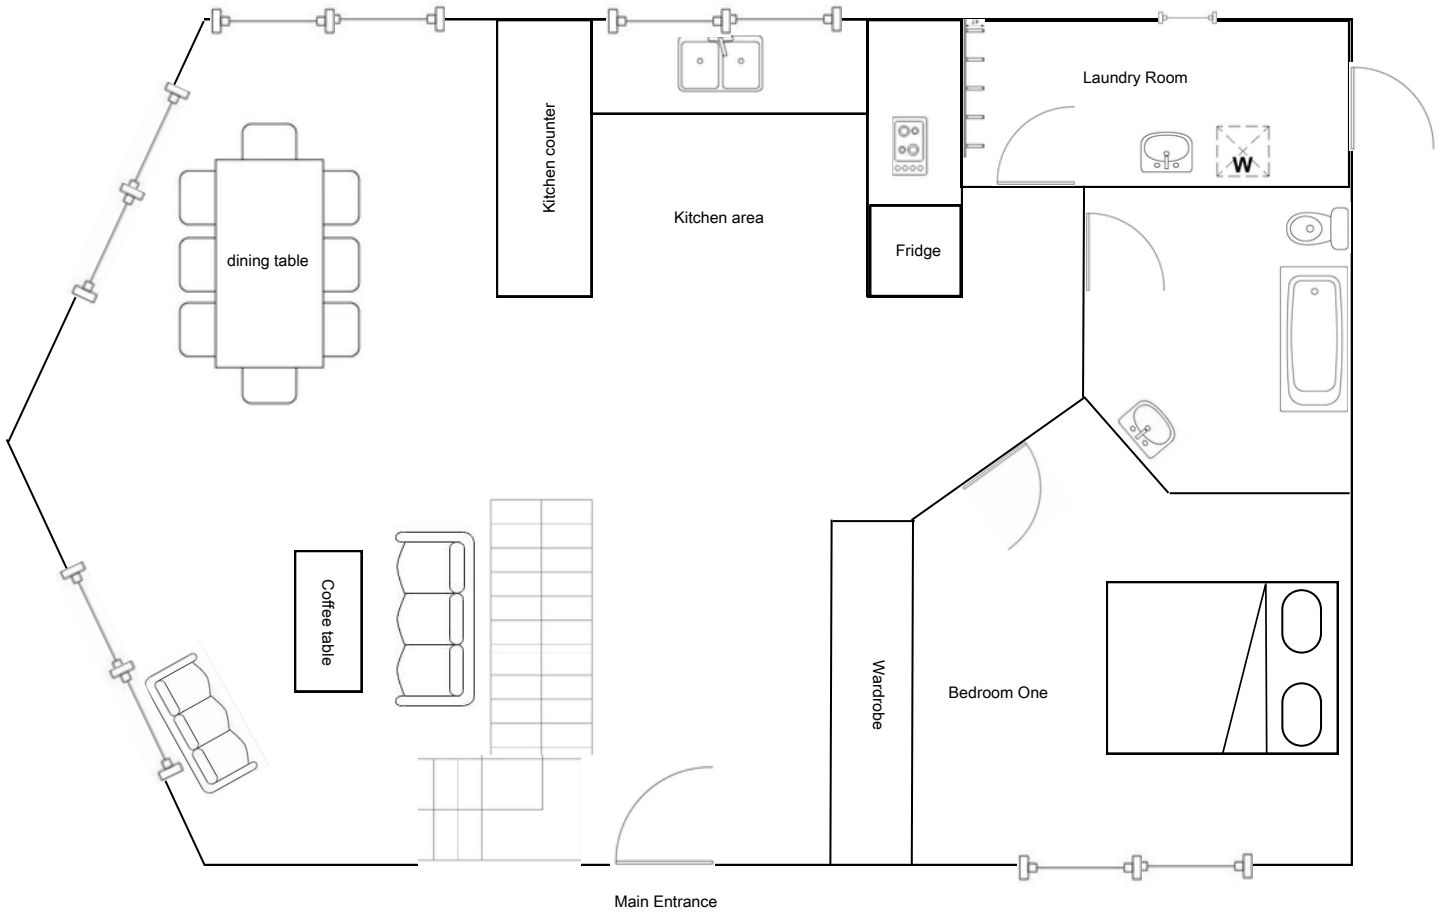 Laundry Room
Kitchen counter
W
Kitchen area
Fridge
dining table
Coffee table
Wardrobe
Bedroom One
Main Entrance